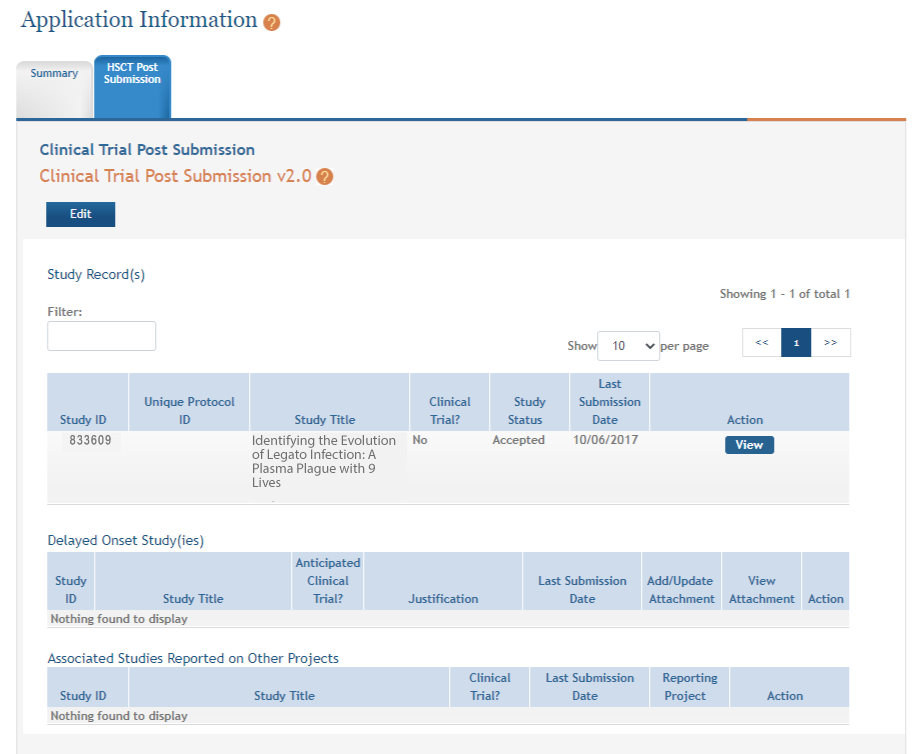 Application Information ?
Summary
HSCT Post
Submission
Clinical Trial Post Submission
Clinical Trial Post Submission v2.0 ?
Edit
Study Record(s)
Showing 1 - 1 of total 1
Filter:
Show 10 per page
<< 1 >>
Study ID
Unique Protocol
ID
Study Title
Clinical
Trial?
Study
Status
Last
Submission
Date
Action
833609
Identifying the Evolution
of Legato Infection: A
Plasma Plague with 9
Lives
No
Accepted
10/06/2017
View
Delayed Onset Study(ies)
Study
ID
Study Title
Anticipated
Clinical
Trial?
Justification
Last Submission
Date
Add/Update
Attachment
View
Attachment
Action
Nothing found to display
Associated Studies Reported on Other Projects
Study ID
Study Title
Clinical
Trial?
Last Submission
Date
Reporting
Project
Action
Nothing found to display